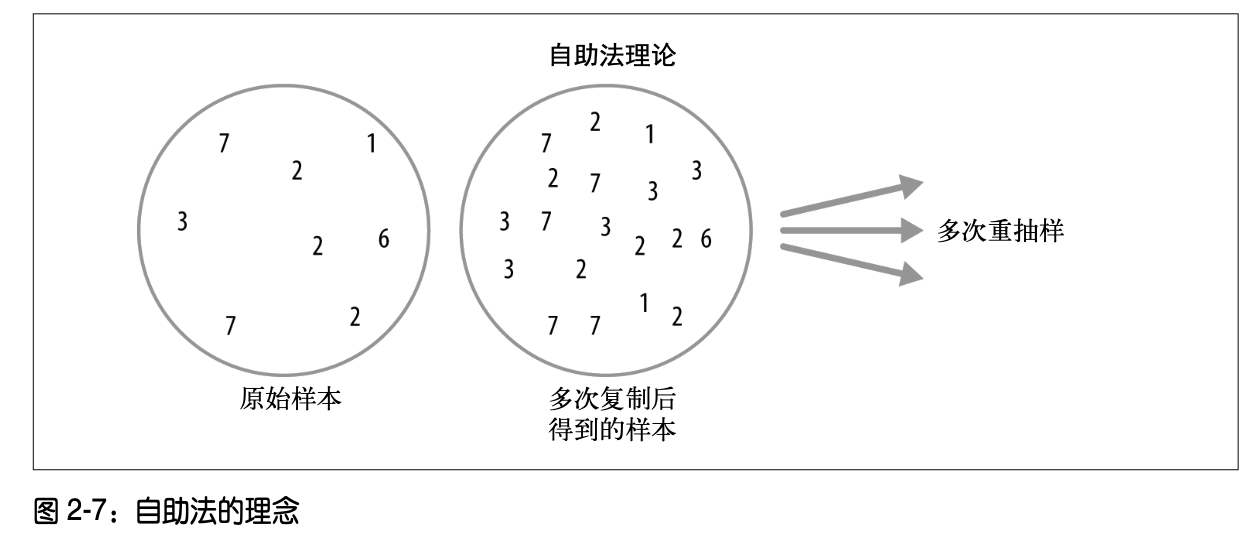 自助法理论
7 1
2
3
2 6
7 2
原始样本
2 1
7
2 7 3 3
3 7 3 2 2 6
3 2
1
7 7 2
多次复制后
得到的样本
多次重抽样
图 2-7：自助法的理念